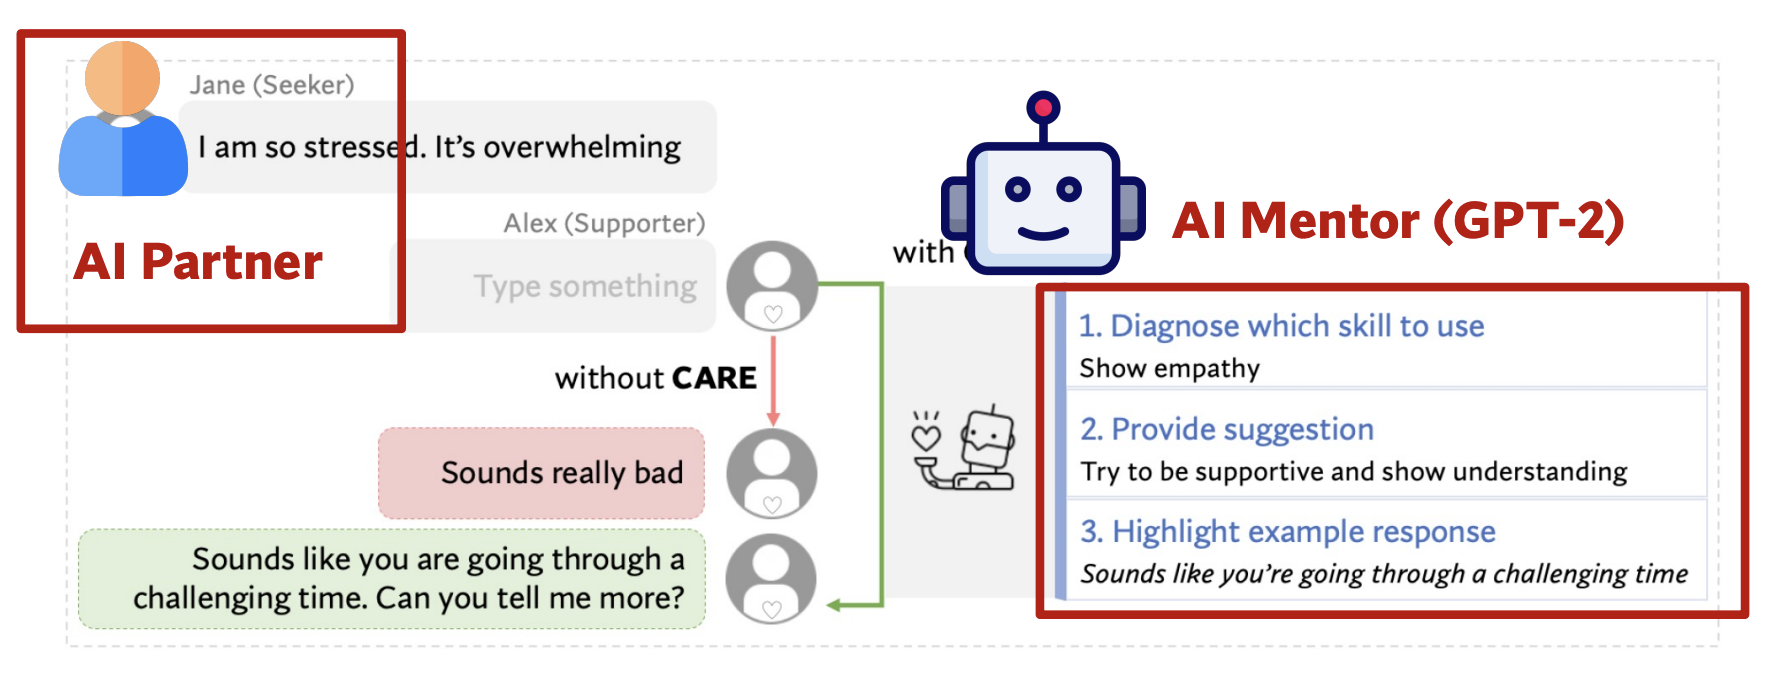 Jane (Seeker)
I am so stressed. It’s overwhelming
AI Partner
Alex (Supporter)
Type something
without CARE
Sounds really bad
Sounds like you are going through a
challenging time. Can you tell me more?
with
AI Mentor (GPT-2)
1. Diagnose which skill to use
Show empathy
2. Provide suggestion
Try to be supportive and show understanding
3. Highlight example response
Sounds like you’re going through a challenging time